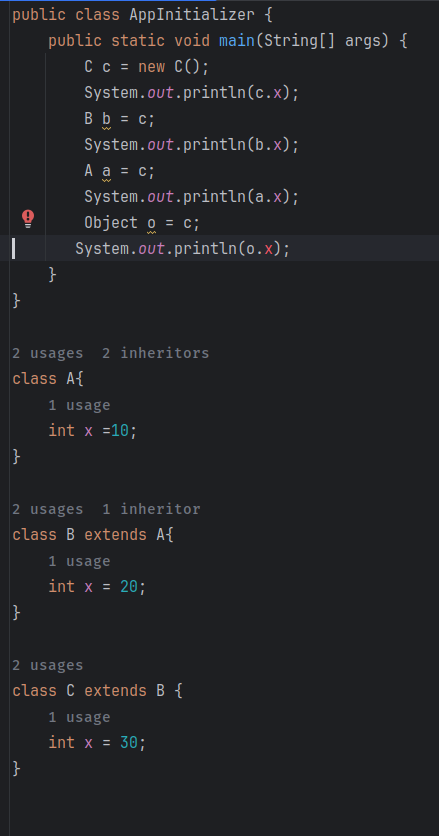 public class AppInitializer {
    public static void main(String[] args) {
        C c = new C();
        System.out.println(c.x);
        B b = c;
        System.out.println(b.x);
        A a = c;
        System.out.println(a.x);
        Object o = c;
       System.out.println(o.x);
    }
}
2 usages  2 inheritors
class A{
    1 usage
    int x =10;
}
2 usages  1 inheritor
class B extends A{
    1 usage
    int x = 20;
}
2 usages
class C extends B {
    1 usage
    int x = 30;
}